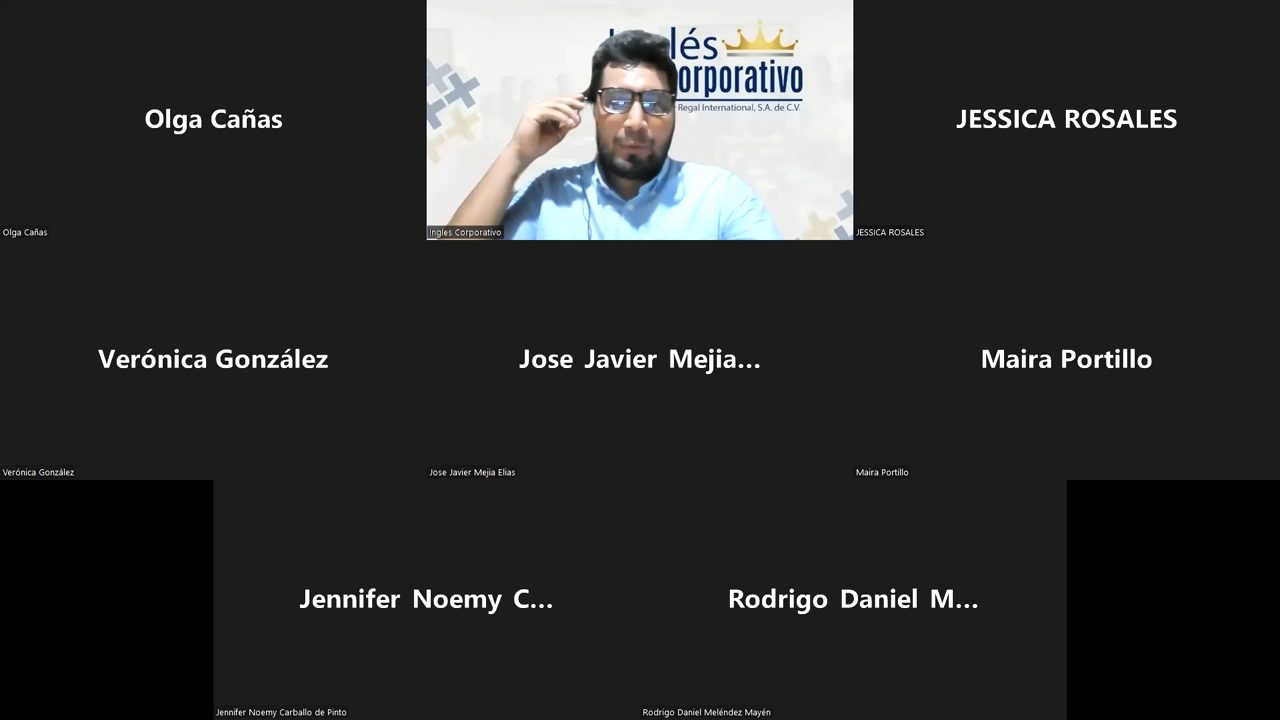 Olga Cañas
Olga Cañas
lés
orporativo
Regal International, S.A. de C.V.
Ingles Corporativo
JESSICA ROSALES
JESSICA ROSALES
Verónica González
Verónica González
Jose Javier Mejia...
Jose Javier Mejia Elias
Maira Portillo
Maira Portillo
Jennifer Noemy C...
Jennifer Noemy Carballo de Pinto
Rodrigo Daniel M...
Rodrigo Daniel Meléndez Mayén